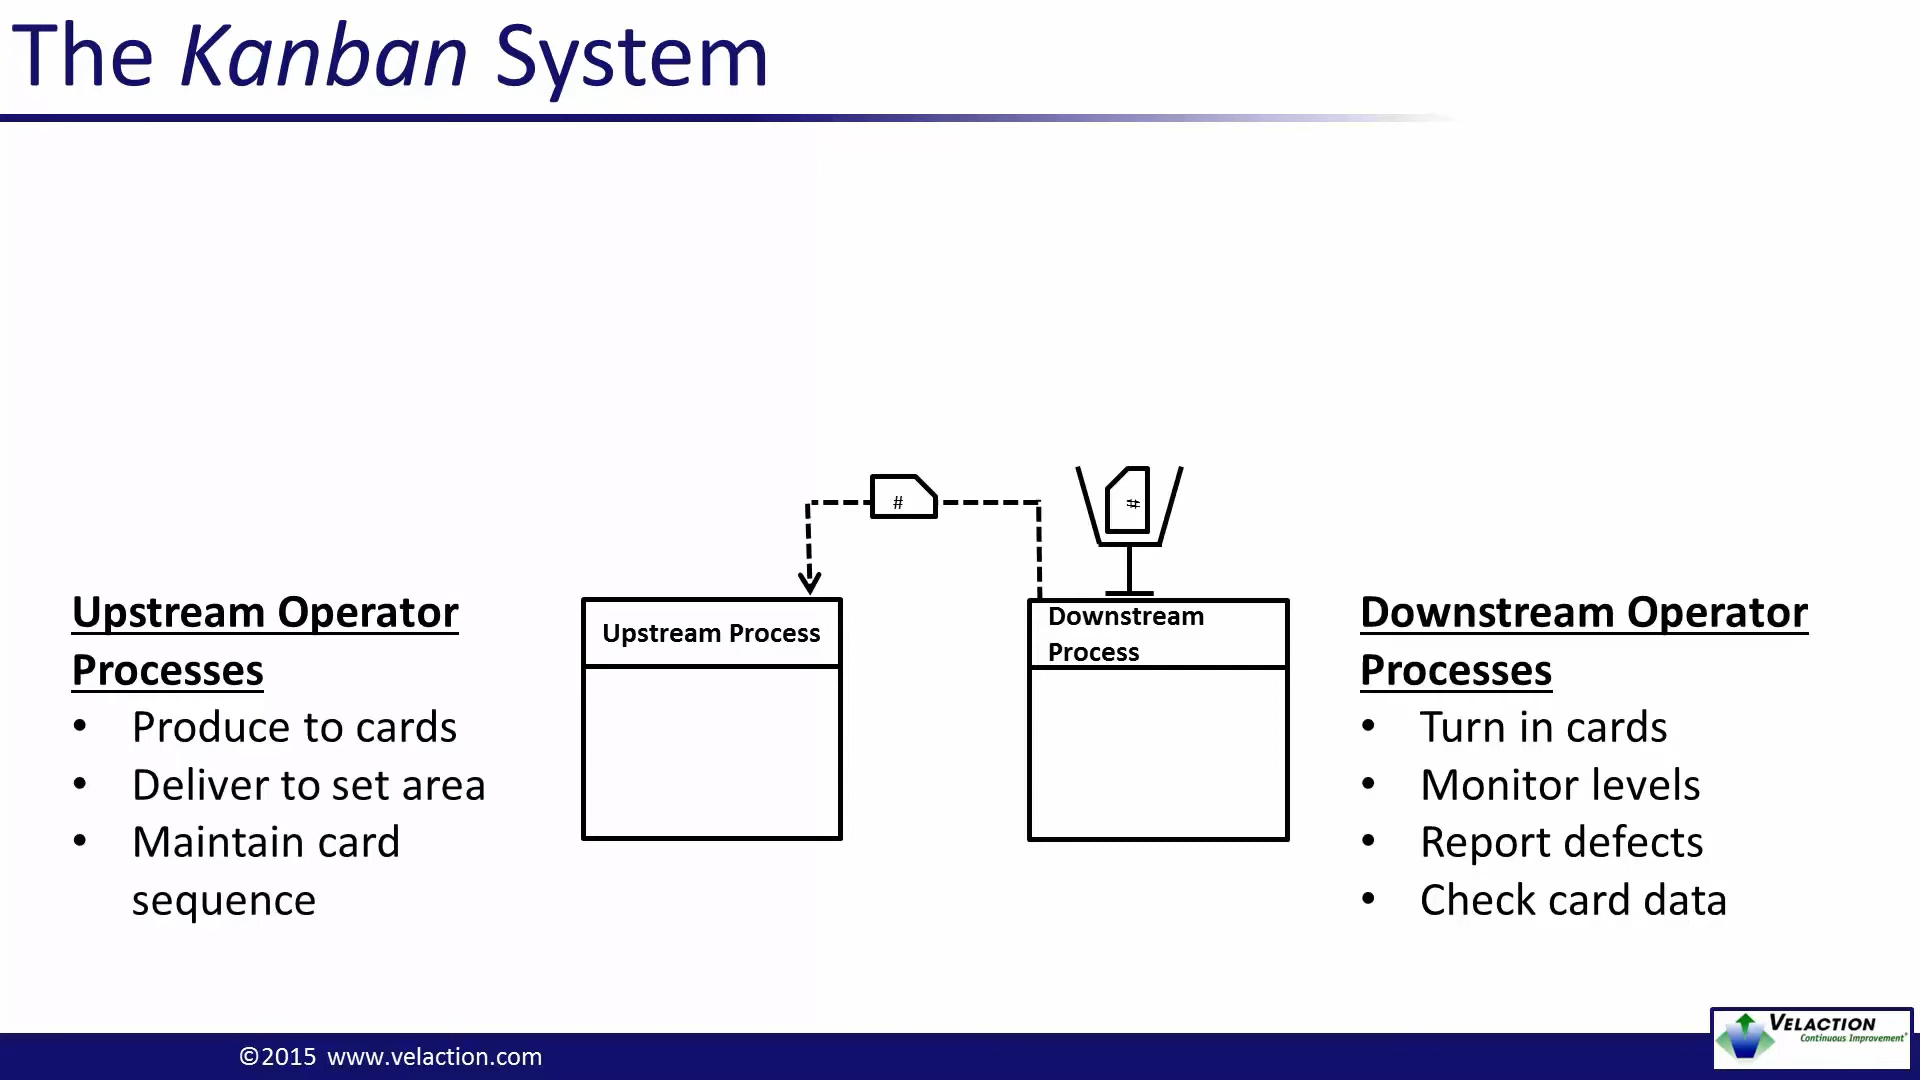 The Kanban System
#
#
Upstream Operator
Processes
• Produce to cards
• Deliver to set area
• Maintain card
sequence
Upstream Process
Downstream
Process
Downstream Operator
Processes
• Turn in cards
• Monitor levels
• Report defects
• Check card data
©2015 www.velaction.com
VELACTION
Continuous Improvement